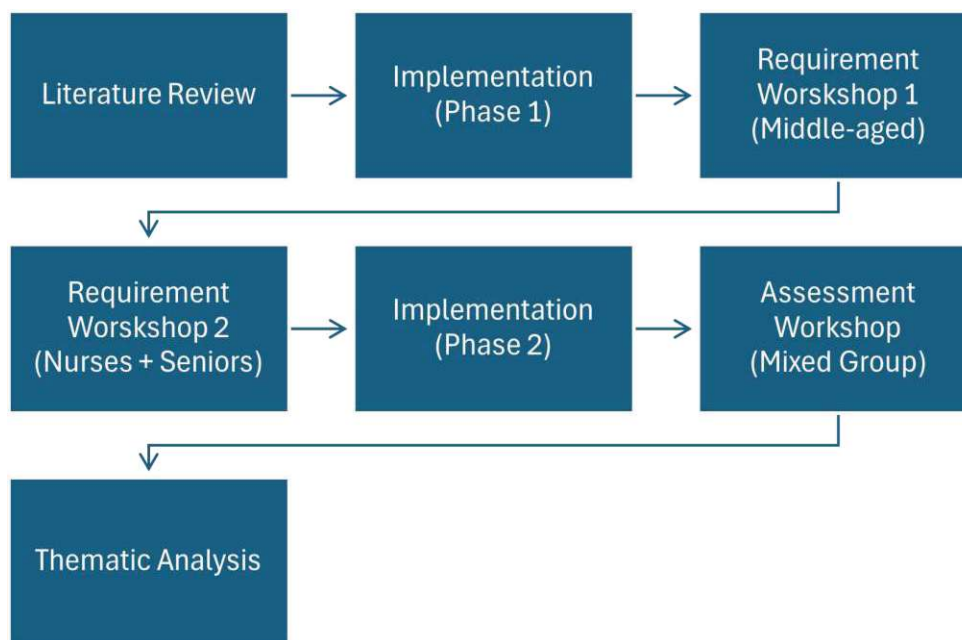 Literature Review
Implementation
(Phase 1)
Requirement
Worskshop 1
(Middle-aged)
Requirement
Worskshop 2
(Nurses + Seniors)
Implementation
(Phase 2)
Assessment
Workshop
(Mixed Group)
Thematic Analysis